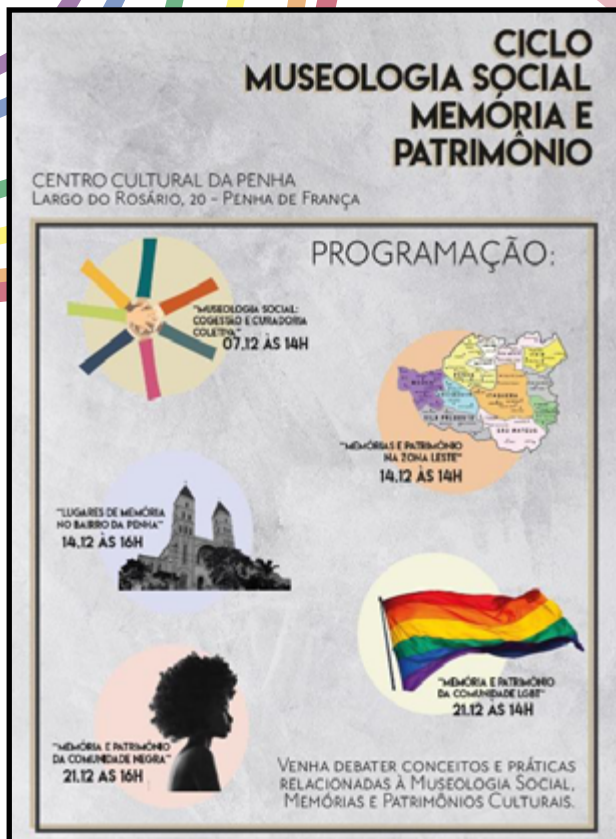 CICLO
MUSEOLOGIA SOCIAL
MEMÓRIA E
PATRIMÔNIO
CENTRO CULTURAL DA PENHA
LARGO DO ROSÁRIO, 20 - PENHA DE FRANÇA
PROGRAMAÇÃO:
"MUSEOLOGIA SOCIAL:
COGESTÃO E CURADORIA
COLETIVA"
07.12 ÀS 14H
ITAQUERA
SÃO MATEUS
"MEMÓRIAS E PATRIMÔNIO
NA ZONA LESTE"
14.12 ÀS 14H
"LUGARES DE MEMÓRIA
NO BAIRRO DA PENHA"
14.12 ÀS 16H
"MEMÓRIA E PATRIMÔNIO
DA COMUNIDADE LGBT"
21.12 ÀS 14H
"MEMÓRIA E PATRIMÔNIO
DA COMUNIDADE NEGRA"
21.12 ÀS 16H
VENHA DEBATER CONCEITOS E PRÁTICAS
RELACIONADAS À MUSEOLOGIA SOCIAL,
MEMÓRIAS E PATRIMÔNIOS CULTURAIS.